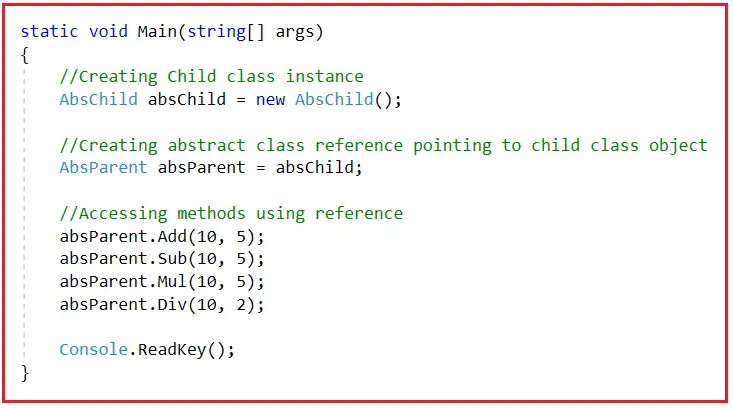 static void Main(string[] args)
{
    //Creating Child class instance
    AbsChild absChild = new AbsChild();

    //Creating abstract class reference pointing to child class object
    AbsParent absParent = absChild;

    //Accessing methods using reference
    absParent.Add(10, 5);
    absParent.Sub(10, 5);
    absParent.Mul(10, 5);
    absParent.Div(10, 2);

    Console.ReadKey();
}